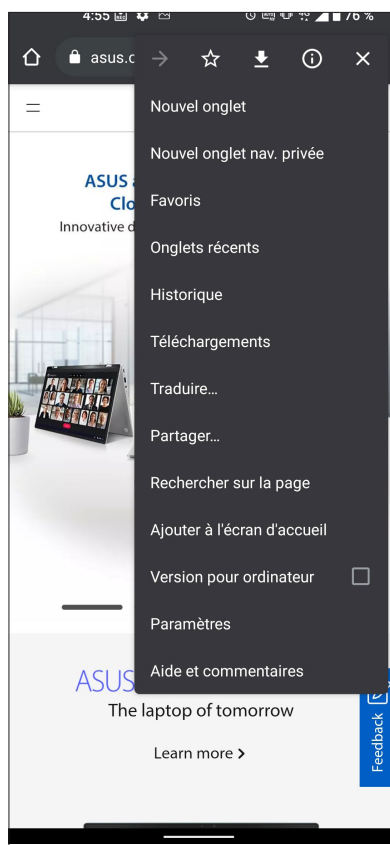 4:55
76 %
asus.c
Nouvel onglet
Nouvel onglet nav. privée
ASUS
Clo
Favoris
Innovative d
Onglets récents
Historique
Téléchargements
Traduire...
Partager...
Rechercher sur la page
Ajouter à l'écran d'accueil
Version pour ordinateur
Paramètres
Aide et commentaires
ASUS
The laptop of tomorrow
Learn more >
Feedback